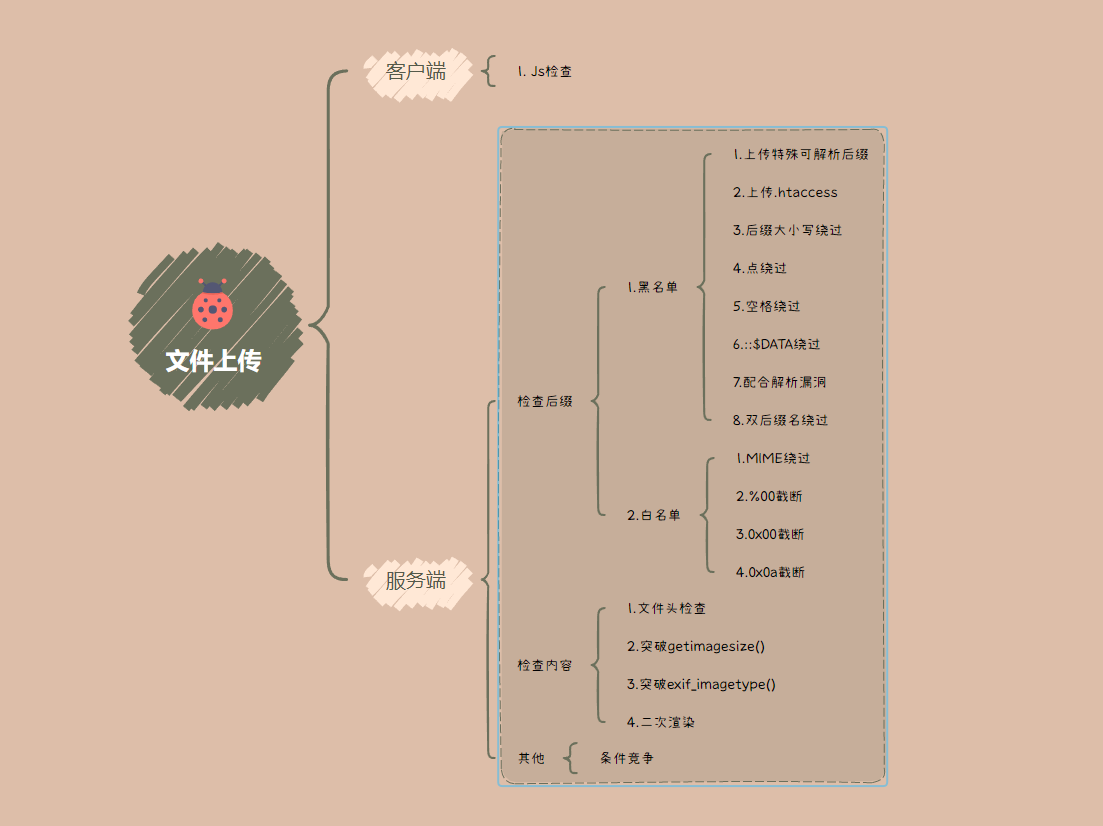 文件上传
客户端
1. Js检查
服务端
检查后缀
1.黑名单
1.上传特殊可解析后缀
2.上传.htaccess
3.后缀大小写绕过
4.点绕过
5.空格绕过
6.::$DATA绕过
7.配合解析漏洞
8.双后缀名绕过
2.白名单
1.MIME绕过
2.%00截断
3.0x00截断
4.0x0a截断
检查内容
1.文件头检查
2.突破getimagesize()
3.突破exif_imagetype()
4.二次渲染
其他
条件竞争